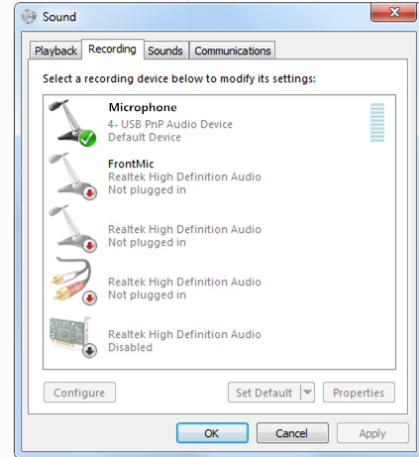 Sound
Playback Recording Sounds Communications
Select a recording device below to modify its settings:
Microphone
4- USB PnP Audio Device
Default Device
FrontMic
Realtek High Definition Audio
Not plugged in
Realtek High Definition Audio
Not plugged in
Realtek High Definition Audio
Not plugged in
Realtek High Definition Audio
Disabled
Configure Set Default Properties
OK Cancel Apply